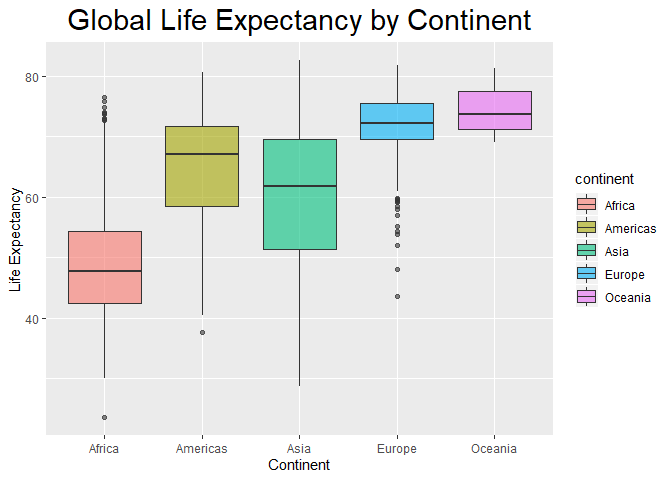 Global Life Expectancy by Continent
Life Expectancy
80
60
40
Africa
Americas
Asia
Europe
Oceania
Continent
continent
Africa
Americas
Asia
Europe
Oceania